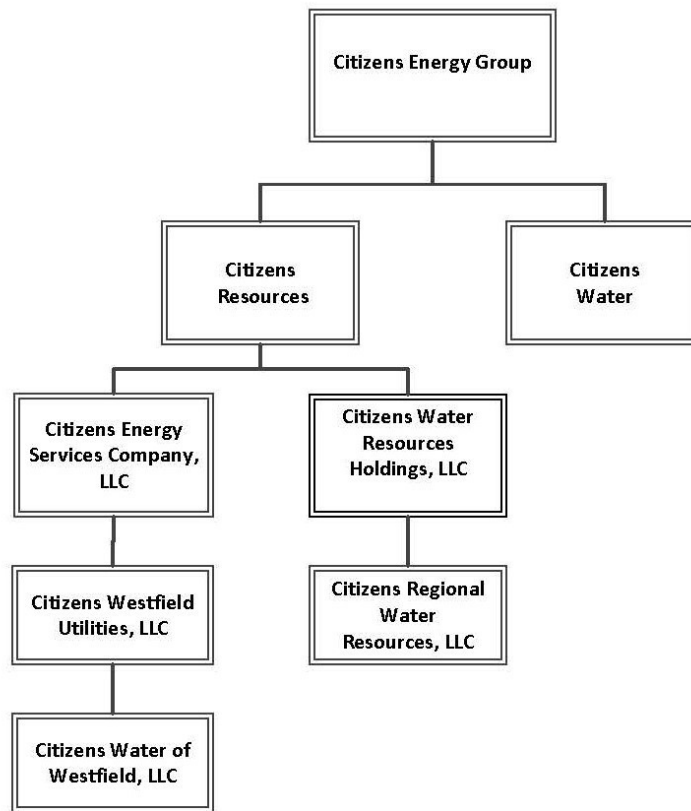 Citizens Energy Group
Citizens
Resources
Citizens
Water
Citizens Energy
Services Company,
LLC
Citizens Water
Resources
Holdings, LLC
Citizens Westfield
Utilities, LLC
Citizens Regional
Water
Resources, LLC
Citizens Water of
Westfield, LLC